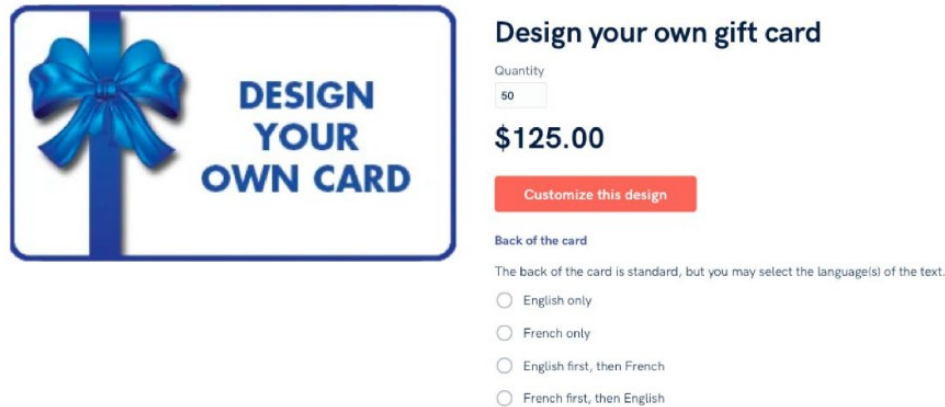 DESIGN
YOUR
OWN CARD
Design your own gift card
Quantity
50
$125.00
Customize this design
Back of the card
The back of the card is standard, but you may select the language(s) of the text.
English only
French only
English first, then French
French first, then English